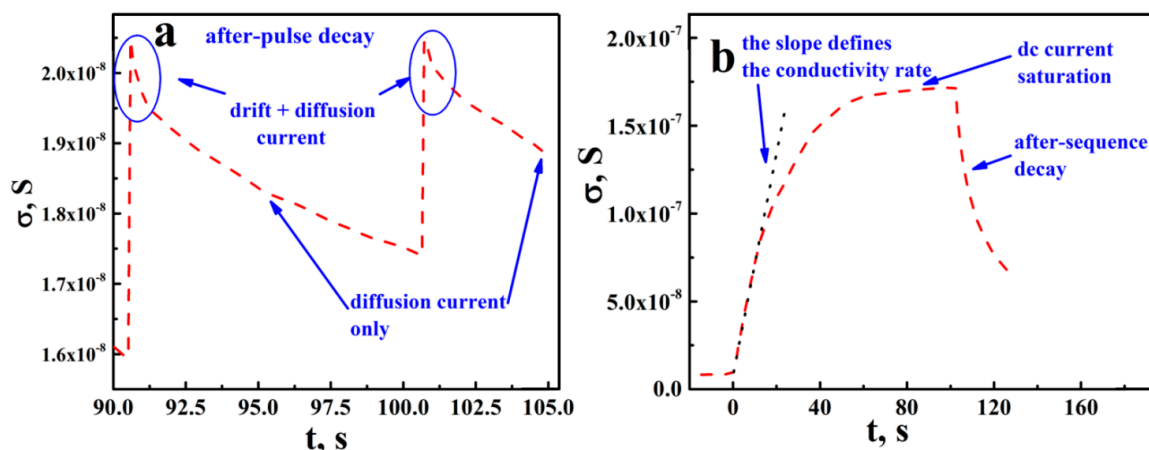 a
after-pulse decay
drift + diffusion
current
diffusion current
only
2.0x10⁻⁸
1.9x10⁻⁸
1.8x10⁻⁸
1.7x10⁻⁸
1.6x10⁻⁸
σ, S
90.0 92.5 95.0 97.5 100.0 102.5 105.0
t, s
b
the slope defines
the conductivity rate
dc current
saturation
after-sequence
decay
2.0x10⁻⁷
1.5x10⁻⁷
1.0x10⁻⁷
5.0x10⁻⁸
0.0
σ, S
0 40 80 120 160
t, s